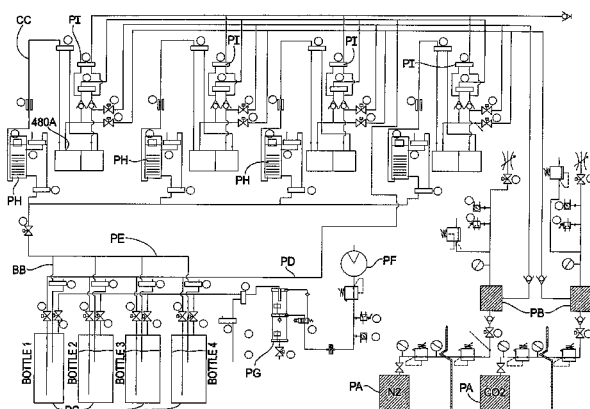 CC
PI
PI
PI
PI
480A
PH
PH
PH
PE
BB
PD
PF
PB
PG
BOTTLE 1
BOTTLE 2
BOTTLE 3
BOTTLE 4
PA
N2
PA
CO2